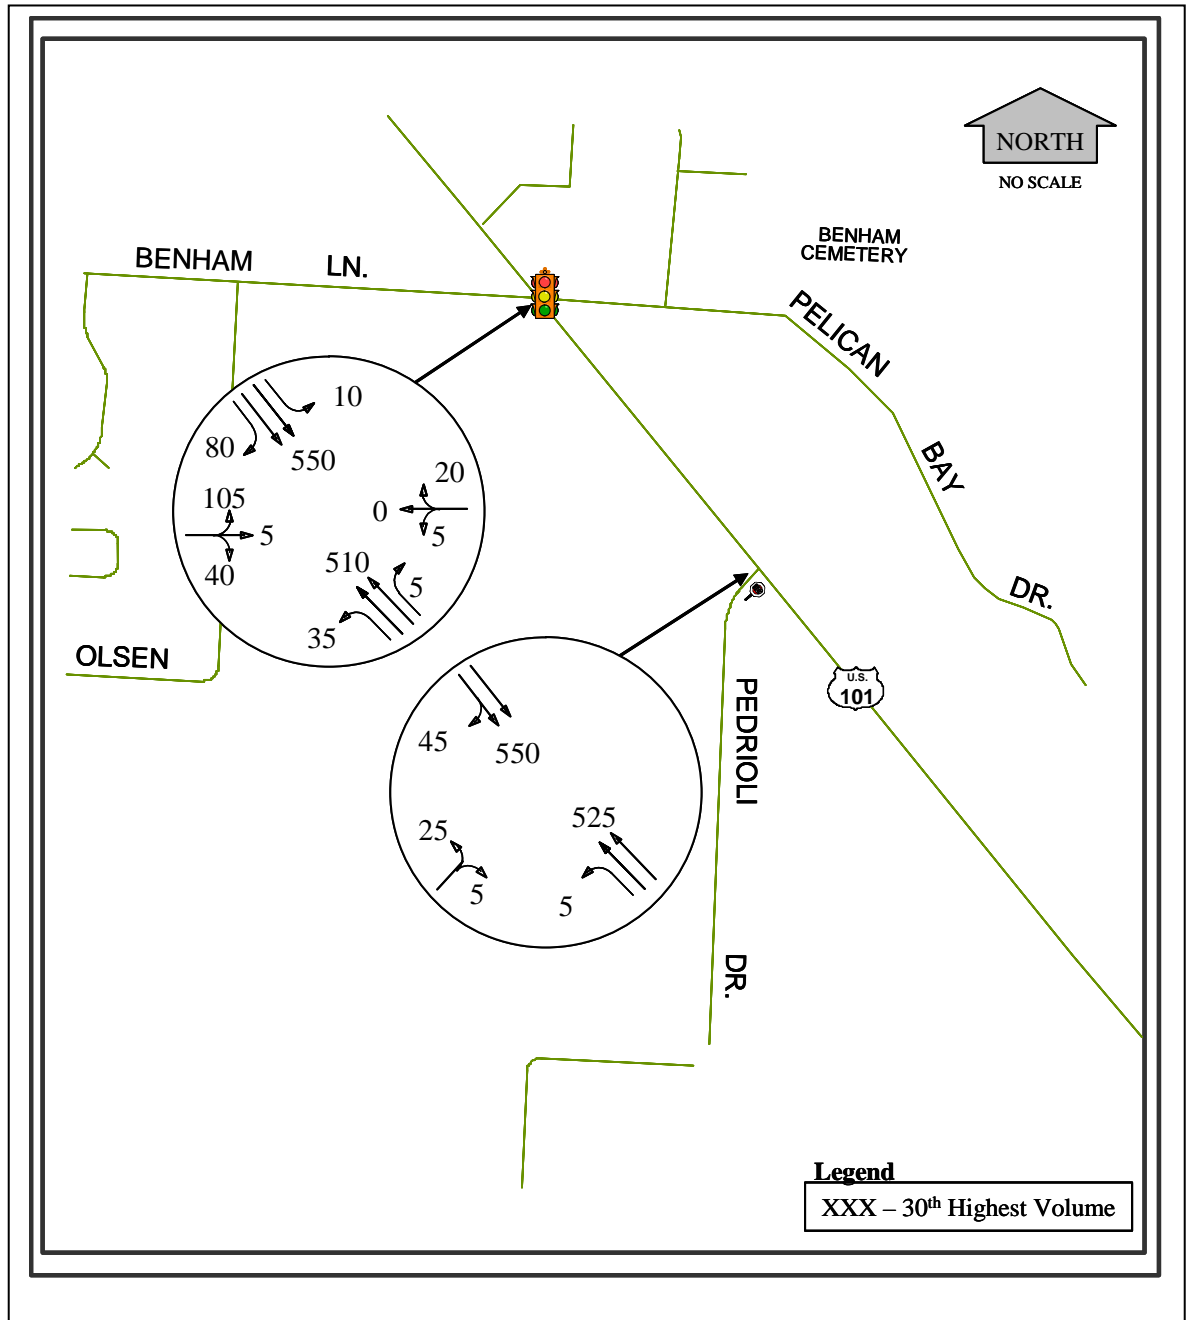 NORTH
NO SCALE
BENHAM
CEMETERY
BENHAM LN.
PELICAN BAY DR.
10
80
550
20
105
0
5
5
510
40
5
35
OLSEN
U.S.
101
PEDRIOLI DR.
45
550
525
25
5
5
Legend
XXX – 30th Highest Volume